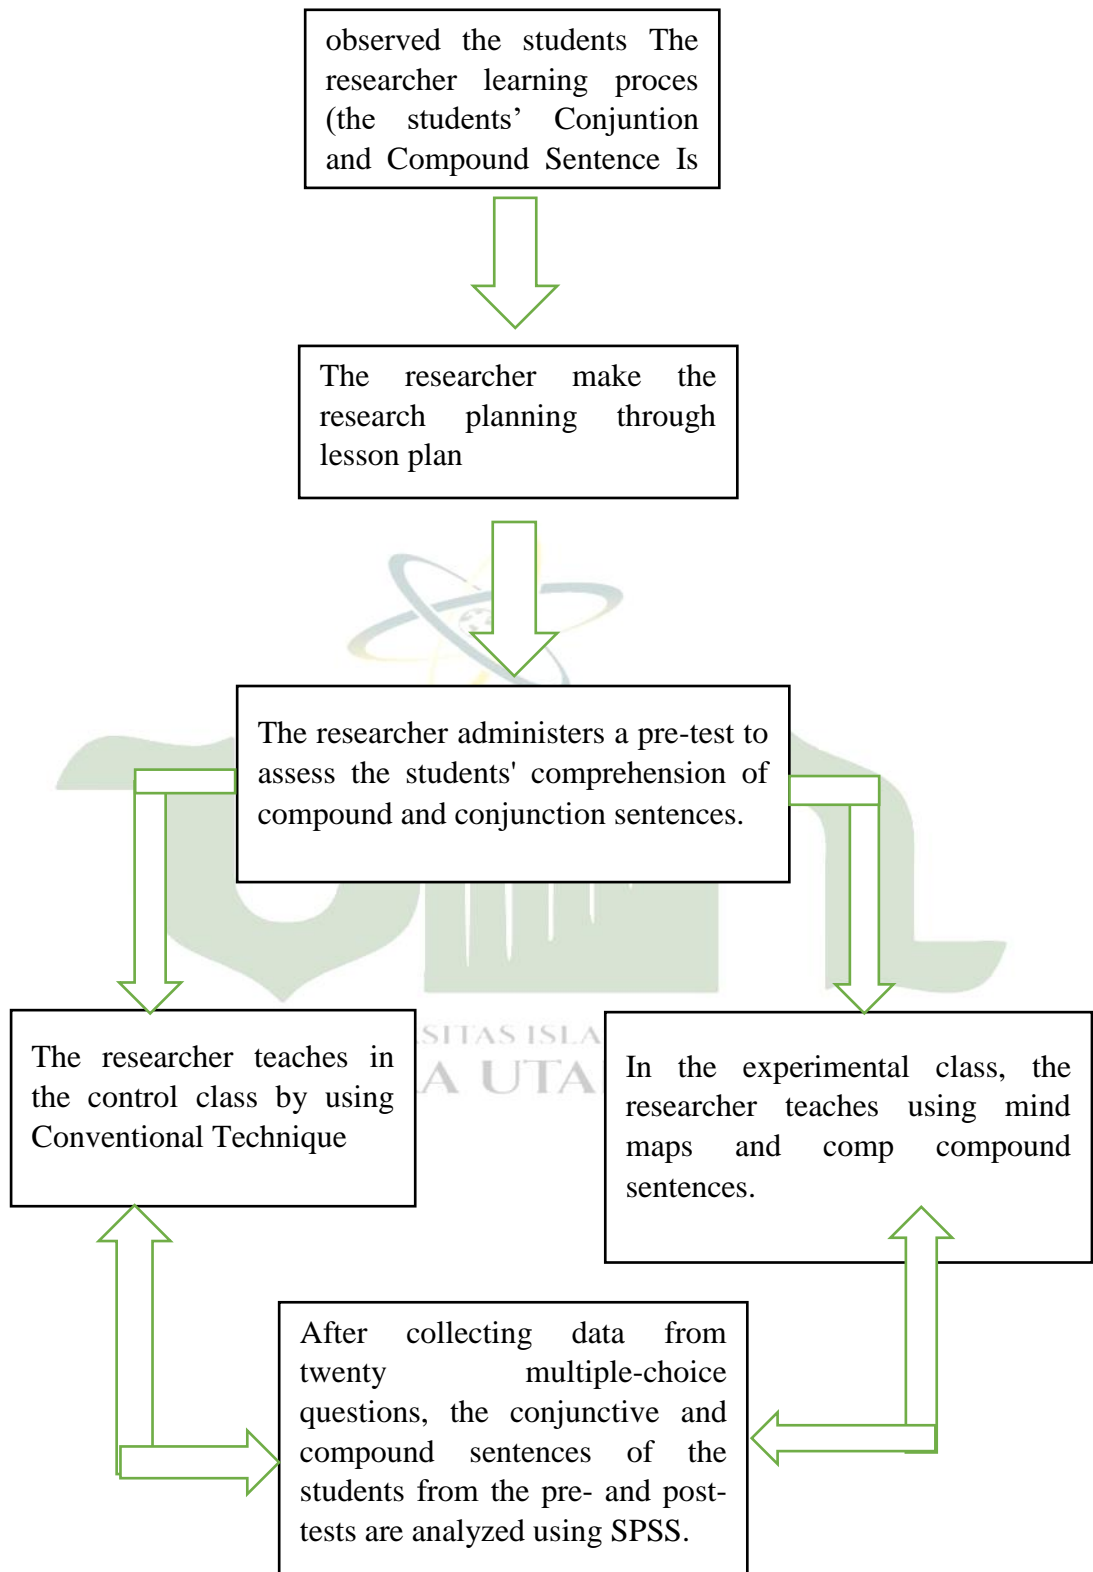 observed the students The
researcher learning proces
(the students’ Conjuntion
and Compound Sentence Is
The researcher make the
research planning through
lesson plan
The researcher administers a pre-test to
assess the students' comprehension of
compound and conjunction sentences.
The researcher teaches in
the control class by using
Conventional Technique
SITAS ISLA
A UTA
In the experimental class, the
researcher teaches using mind
maps and comp compound
sentences.
After collecting data from
twenty multiple-choice
questions, the conjunctive and
compound sentences of the
students from the pre- and post-
tests are analyzed using SPSS.